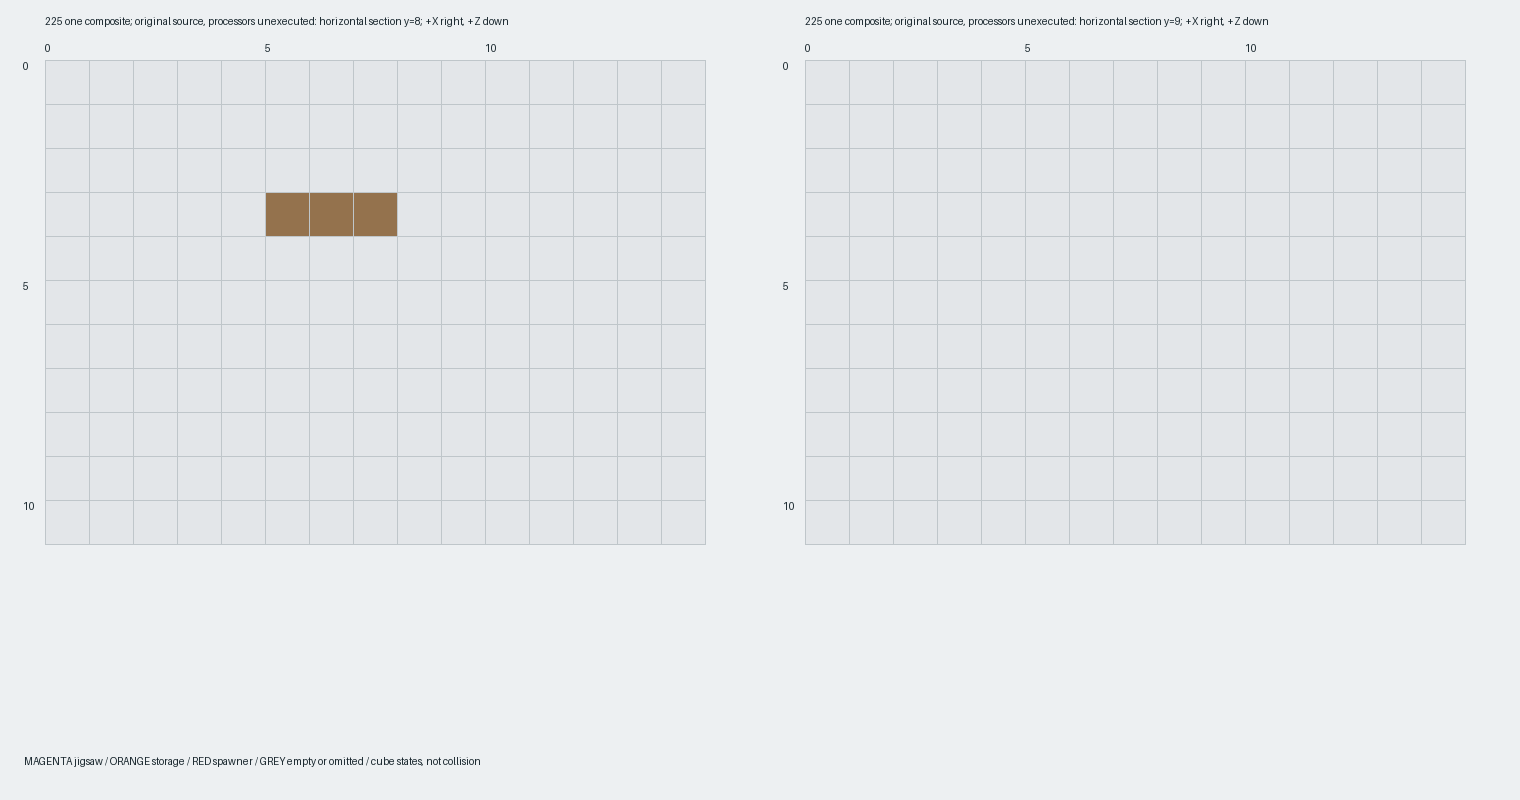 225 one composite; original source, processors unexecuted: horizontal section y=8; +X right, +Z down
0 5 10
0
5
10
225 one composite; original source, processors unexecuted: horizontal section y=9; +X right, +Z down
0 5 10
0
5
10
MAGENTA jigsaw / ORANGE storage / RED spawner / GREY empty or omitted / cube states, not collision